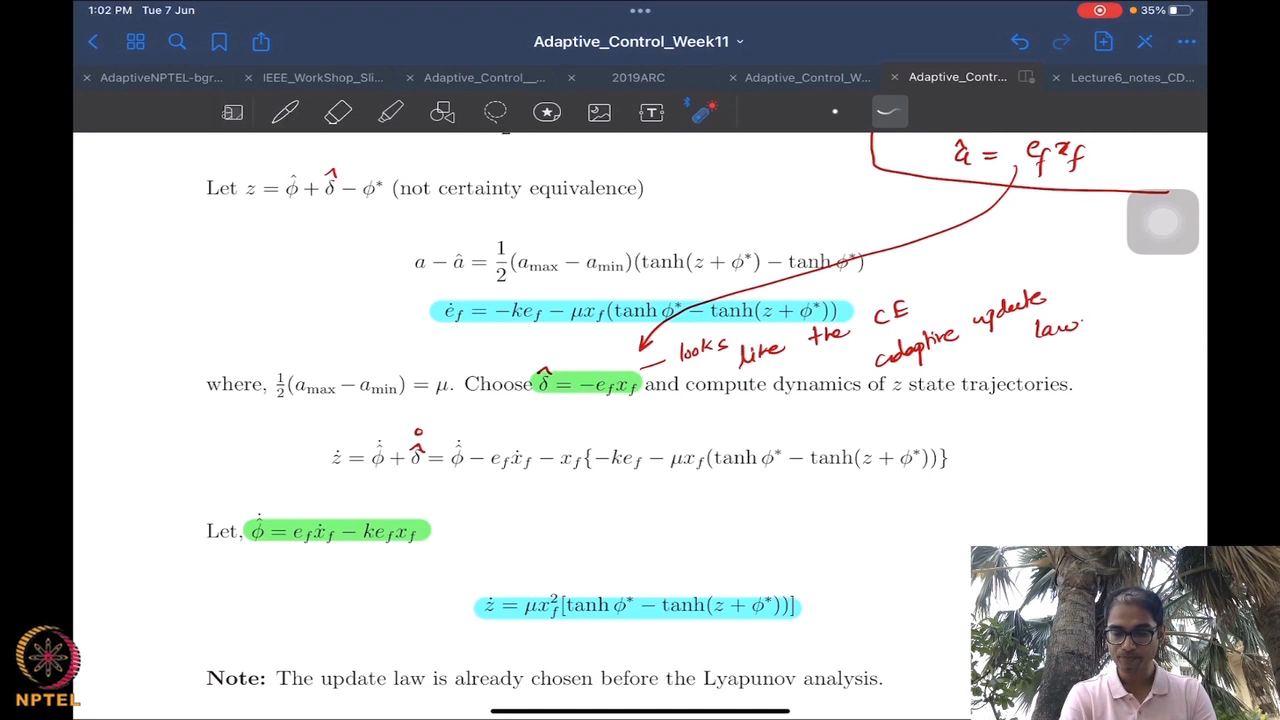 1:02 PM Tue 7 Jun
35%
Adaptive_Control_Week11
AdaptiveNPTEL-bgr... IEEE_WorkShop_Sli... Adaptive_Control__... 2019ARC Adaptive_Control_W... Adaptive_Contr... Lecture6_notes_CD...
â = e_f x_f
Let z = φ̂ + δ̂ − φ* (not certainty equivalence)
a − â = 1/2 (a_max − a_min)(tanh(z + φ*) − tanh φ*)
ė_f = −ke_f − μx_f(tanh φ* − tanh(z + φ*))
looks like the CE adaptive update law.
where, 1/2(a_max − a_min) = μ. Choose δ̂ = −e_f x_f and compute dynamics of z state trajectories.
ż = φ̂̇ + δ̂̇ = φ̂̇ − e_f ẋ_f − x_f{−ke_f − μx_f(tanh φ* − tanh(z + φ*))}
Let, φ̂̇ = e_f ẋ_f − ke_f x_f
ż = μx_f²[tanh φ* − tanh(z + φ*))]
Note: The update law is already chosen before the Lyapunov analysis.
NPTEL